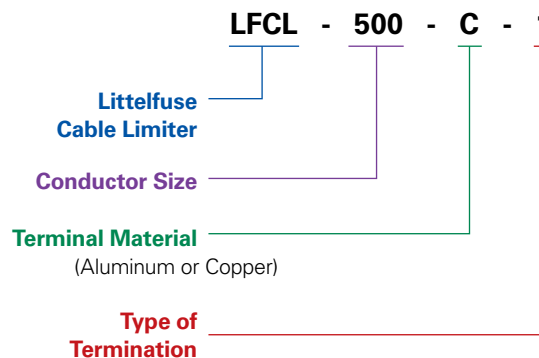 LFCL - 500 - C -
Littelfuse
Cable Limiter
Conductor Size
Terminal Material
(Aluminum or Copper)
Type of
Termination